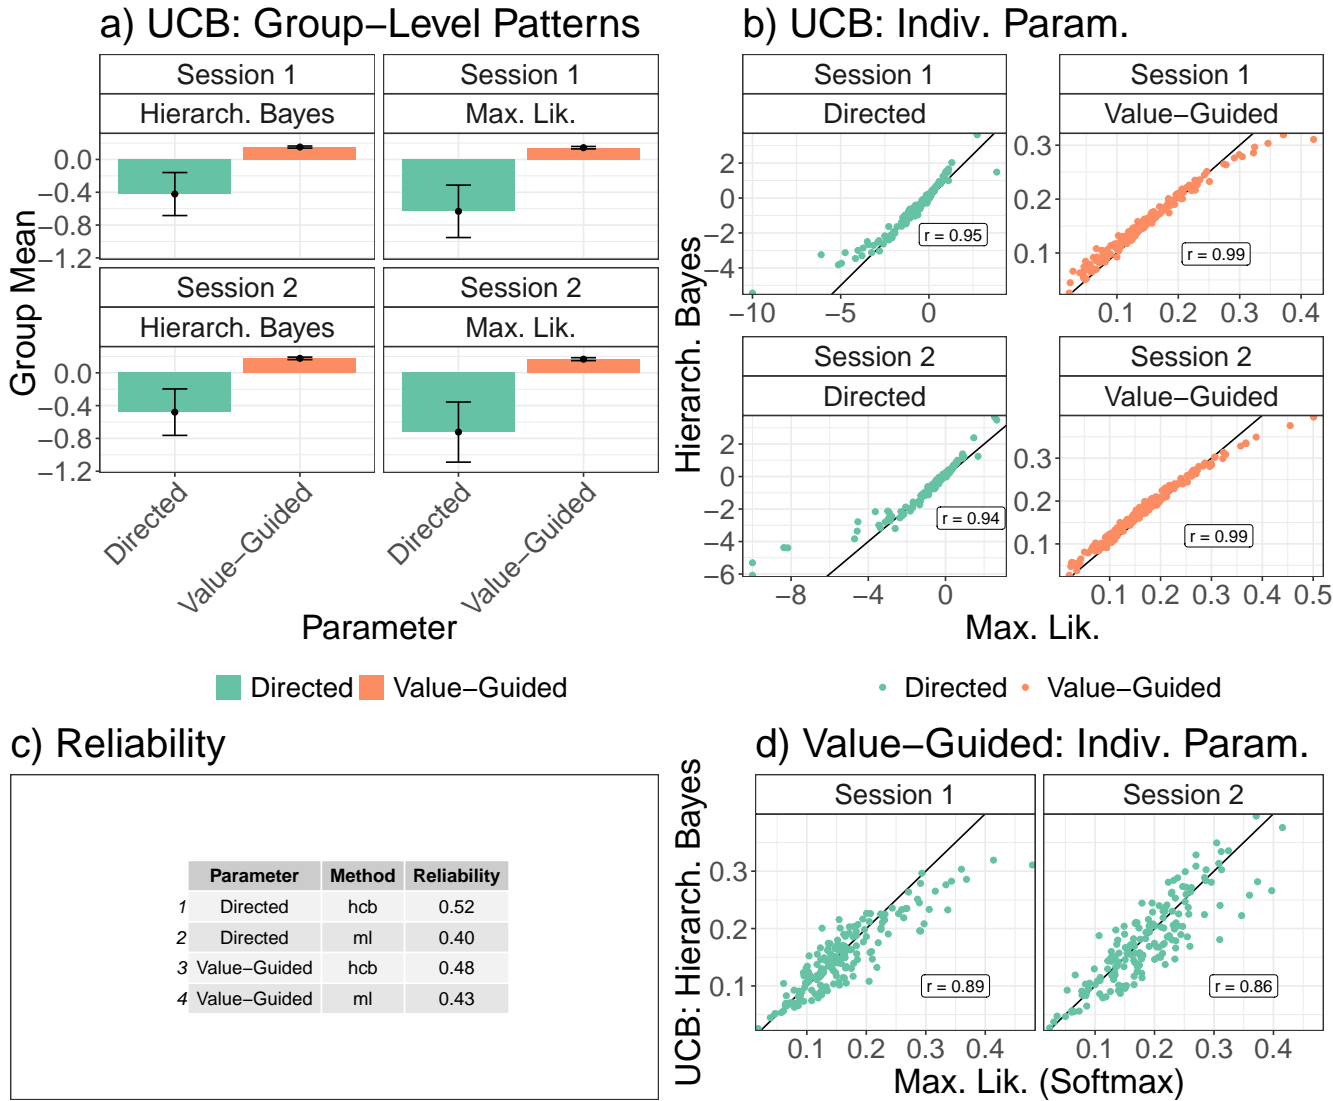 a) UCB: Group−Level Patterns
Session 1
Session 1
Hierarch. Bayes
Max. Lik.
0.0
−0.4
−0.8
−1.2
Session 2
Session 2
Hierarch. Bayes
Max. Lik.
0.0
−0.4
−0.8
−1.2
Group Mean
Directed
Value−Guided
Directed
Value−Guided
Parameter
Directed
Value−Guided
b) UCB: Indiv. Param.
Session 1
Session 1
Directed
Value−Guided
2
0
−2
−4
r = 0.95
−10
−5
0
0.3
0.2
0.1
r = 0.99
0.1
0.2
0.3
0.4
Session 2
Session 2
Directed
Value−Guided
2
0
−2
−4
−6
r = 0.94
−8
−4
0
0.3
0.2
0.1
r = 0.99
0.1
0.2
0.3
0.4
0.5
Hierarch. Bayes
Max. Lik.
Directed
Value−Guided
c) Reliability
Parameter Method Reliability
1 Directed hcb 0.52
2 Directed ml 0.40
3 Value−Guided hcb 0.48
4 Value−Guided ml 0.43
d) Value−Guided: Indiv. Param.
Session 1
Session 2
0.3
0.2
0.1
r = 0.89
r = 0.86
0.1
0.2
0.3
0.4
0.1
0.2
0.3
0.4
UCB: Hierarch. Bayes
Max. Lik. (Softmax)